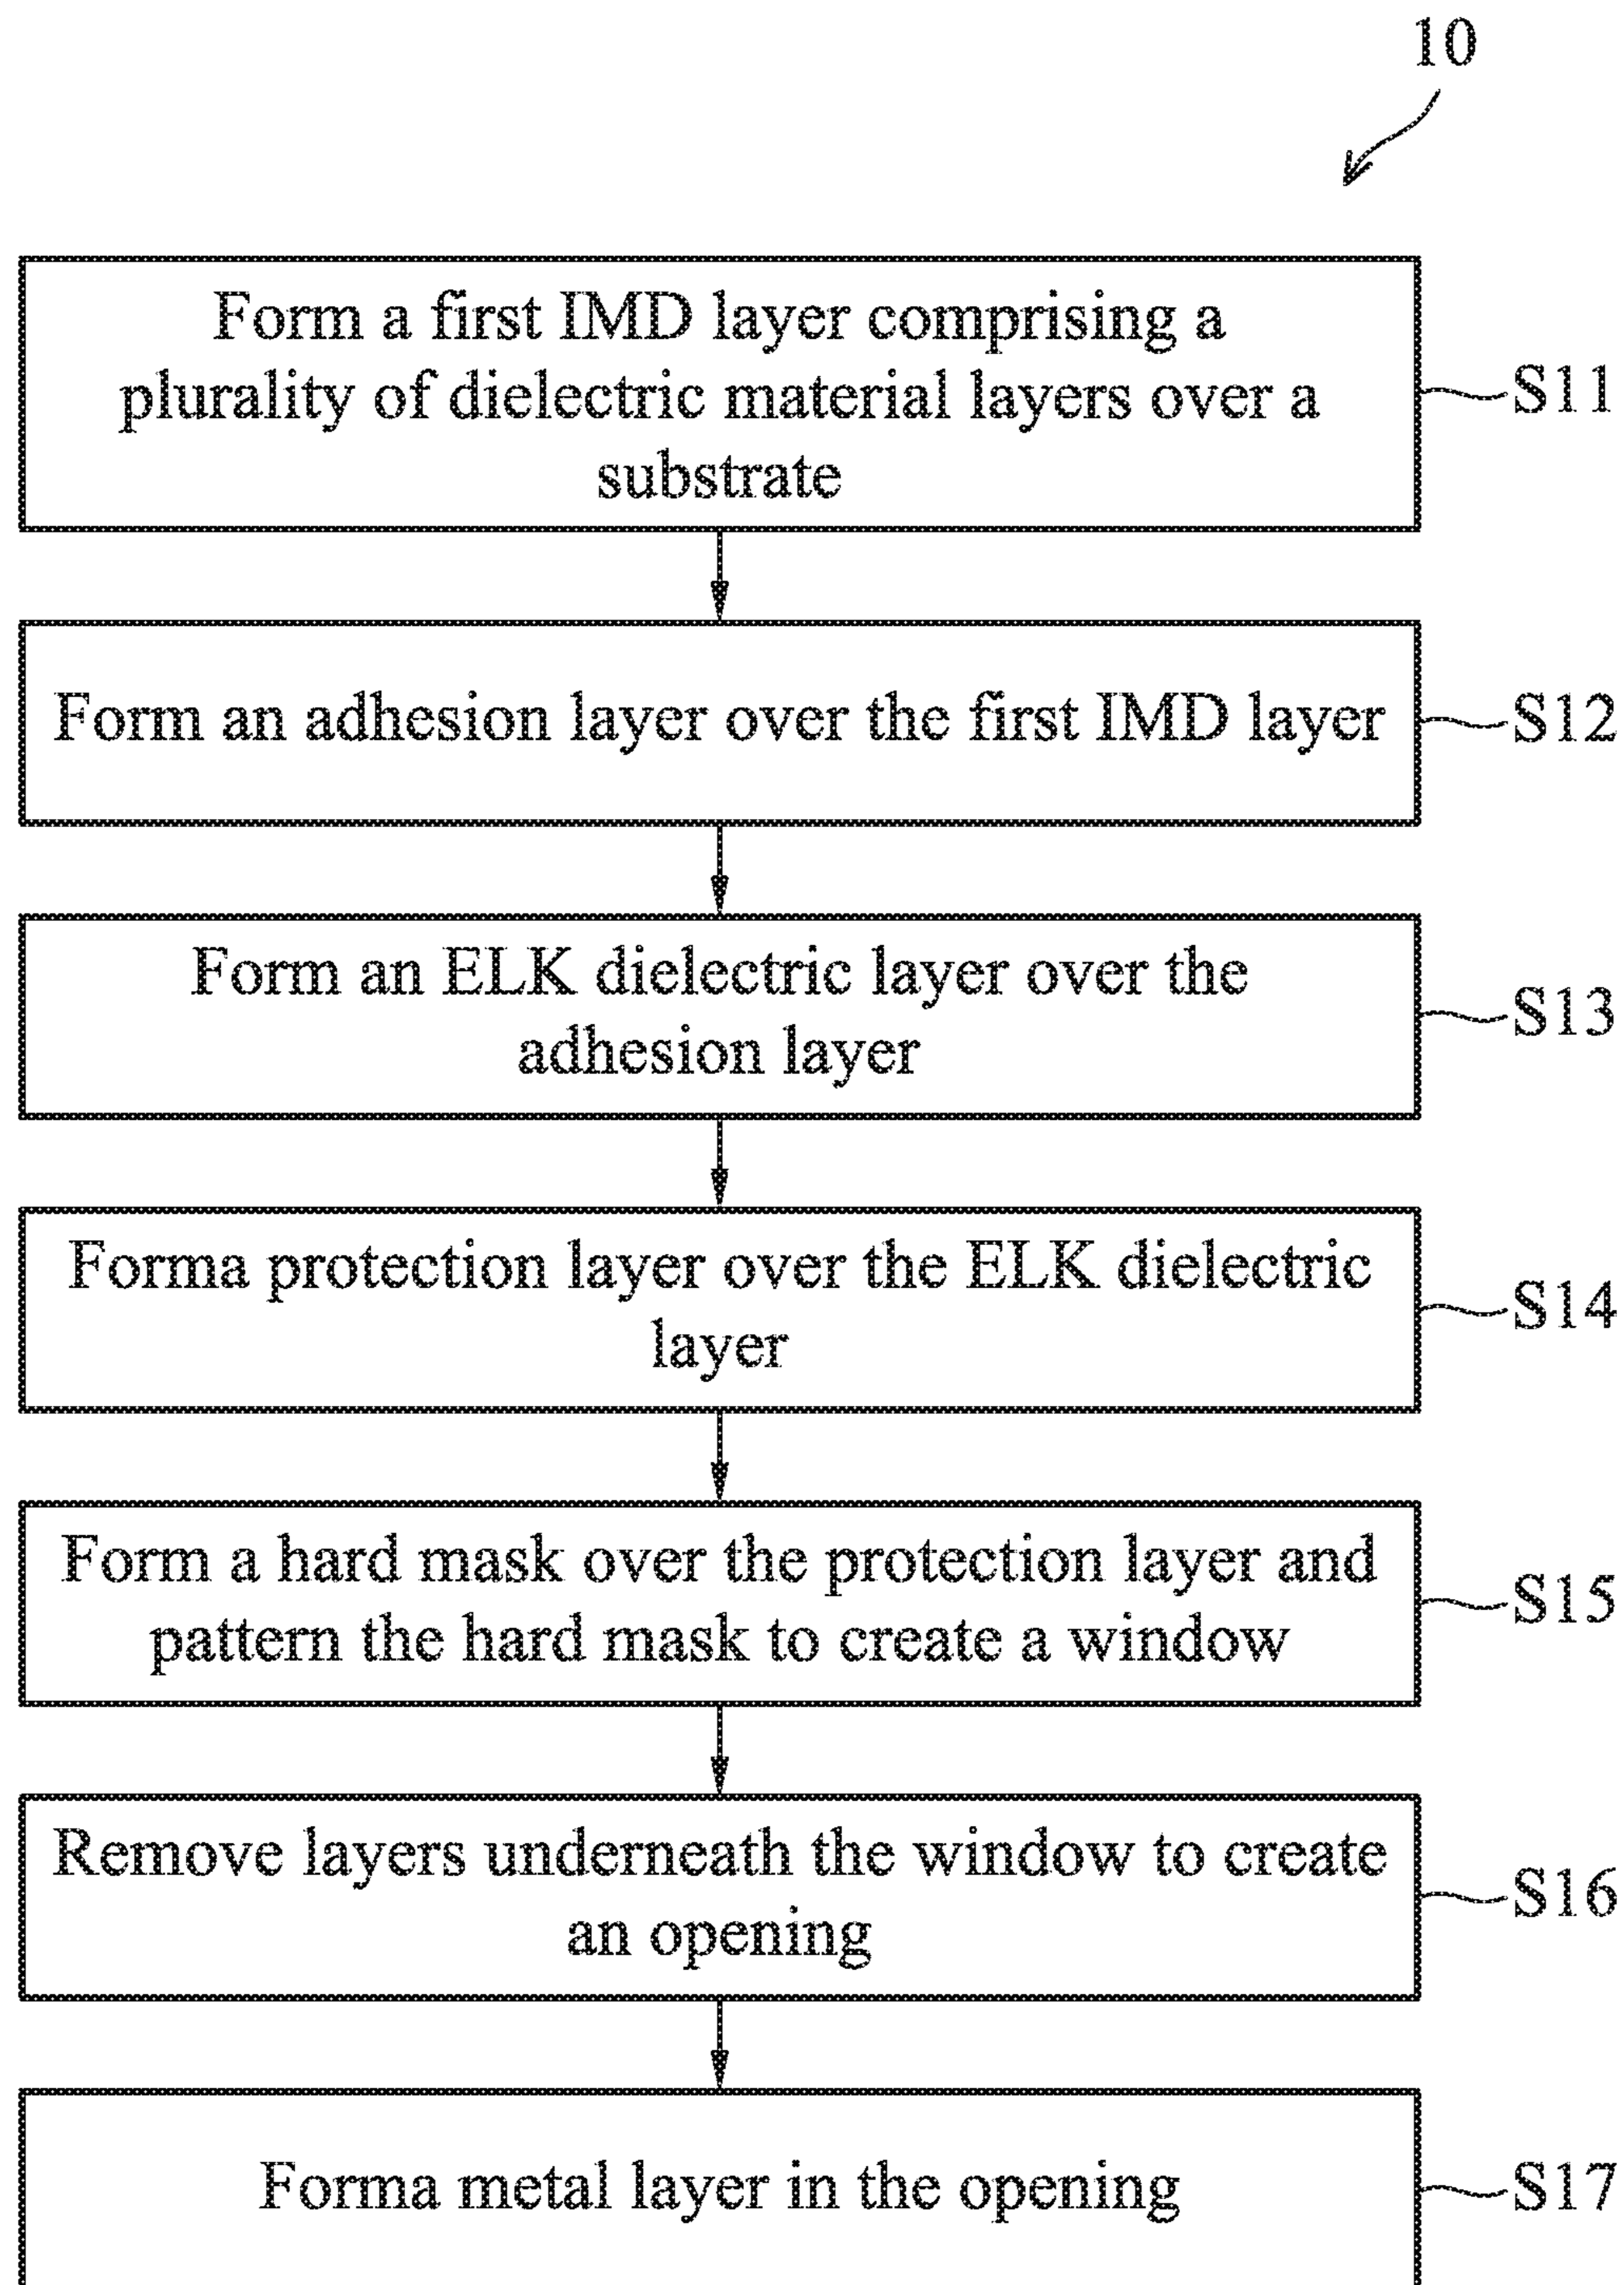 10
Form a first IMD layer comprising a
plurality of dielectric material layers over a
substrate
S11
Form an adhesion layer over the first IMD layer
S12
Form an ELK dielectric layer over the
adhesion layer
S13
Forma protection layer over the ELK dielectric
layer
S14
Form a hard mask over the protection layer and
pattern the hard mask to create a window
S15
Remove layers underneath the window to create
an opening
S16
Forma metal layer in the opening
S17